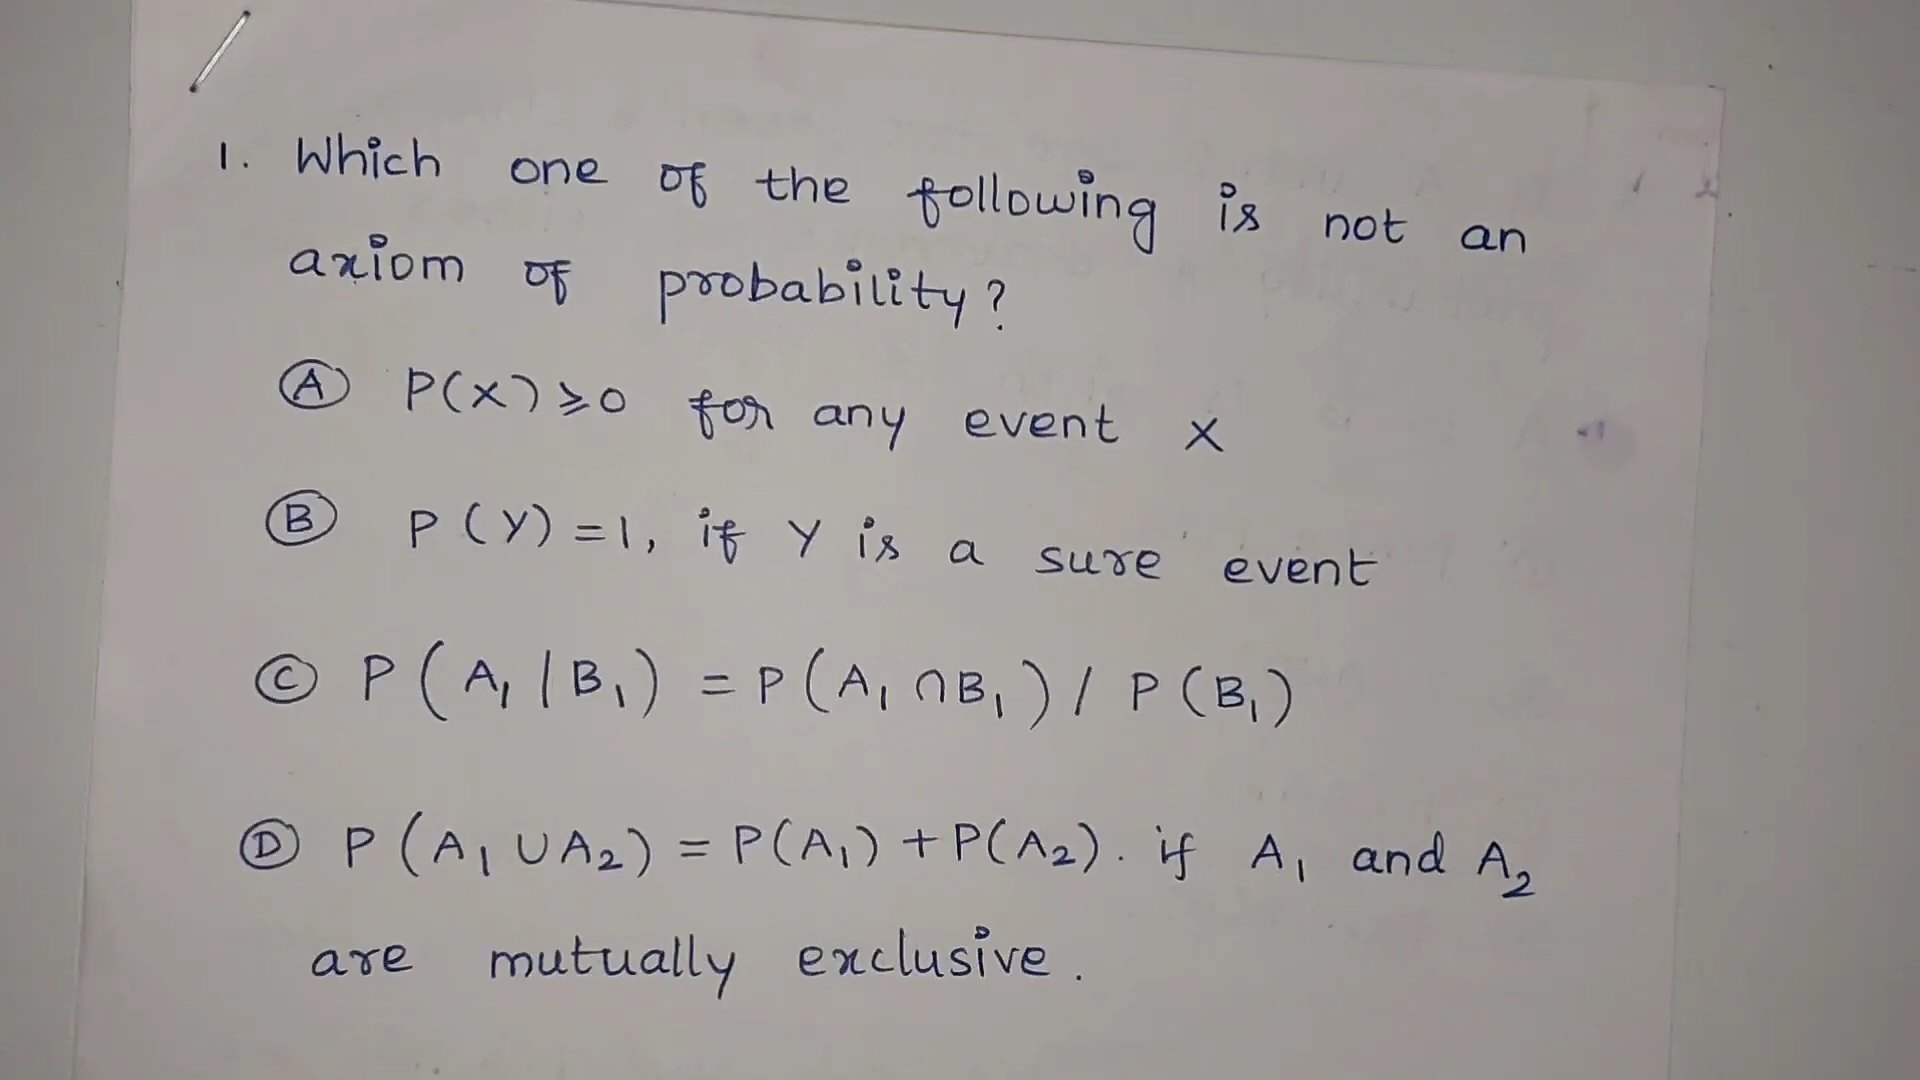 1. Which one of the following is not an
axiom of probability?
Ⓐ P(X) ⩾ 0 for any event X
Ⓑ P(Y) = 1, if Y is a sure event
Ⓒ P(A₁ | B₁) = P(A₁ ∩ B₁) / P(B₁)
Ⓓ P(A₁ ∪ A₂) = P(A₁) + P(A₂). if A₁ and A₂
are mutually exclusive.